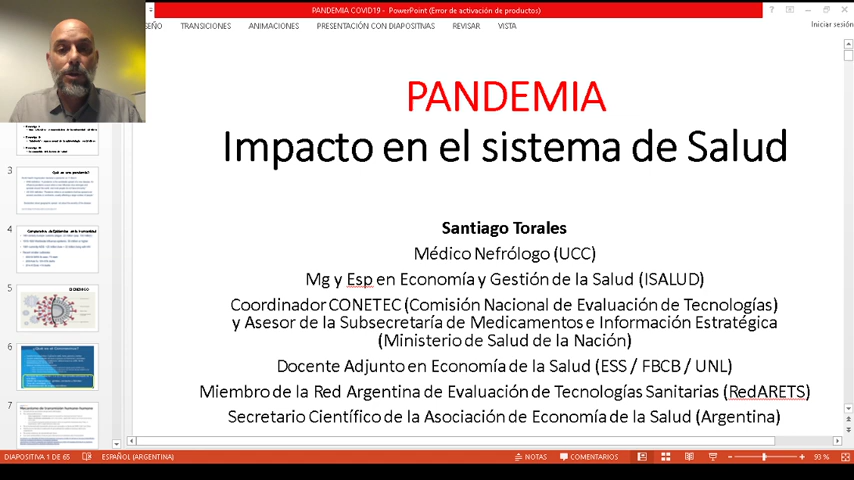 PANDEMIA COVID19 - PowerPoint (Error de activación de productos)
SEÑO TRANSICIONES ANIMACIONES PRESENTACIÓN CON DIAPOSITIVAS REVISAR VISTA Iniciar sesión
PANDEMIA
Impacto en el sistema de Salud
Santiago Torales
Médico Nefrólogo (UCC)
Mg y Esp en Economía y Gestión de la Salud (ISALUD)
Coordinador CONETEC (Comisión Nacional de Evaluación de Tecnologías)
y Asesor de la Subsecretaría de Medicamentos e Información Estratégica
(Ministerio de Salud de la Nación)
Docente Adjunto en Economía de la Salud (ESS / FBCB / UNL)
Miembro de la Red Argentina de Evaluación de Tecnologías Sanitarias (RedARETS)
Secretario Científico de la Asociación de Economía de la Salud (Argentina)
3
Qué es una pandemia?
4
5
6
7
DIAPOSITIVA 1 DE 65 ESPAÑOL (ARGENTINA) NOTAS COMENTARIOS 93 %